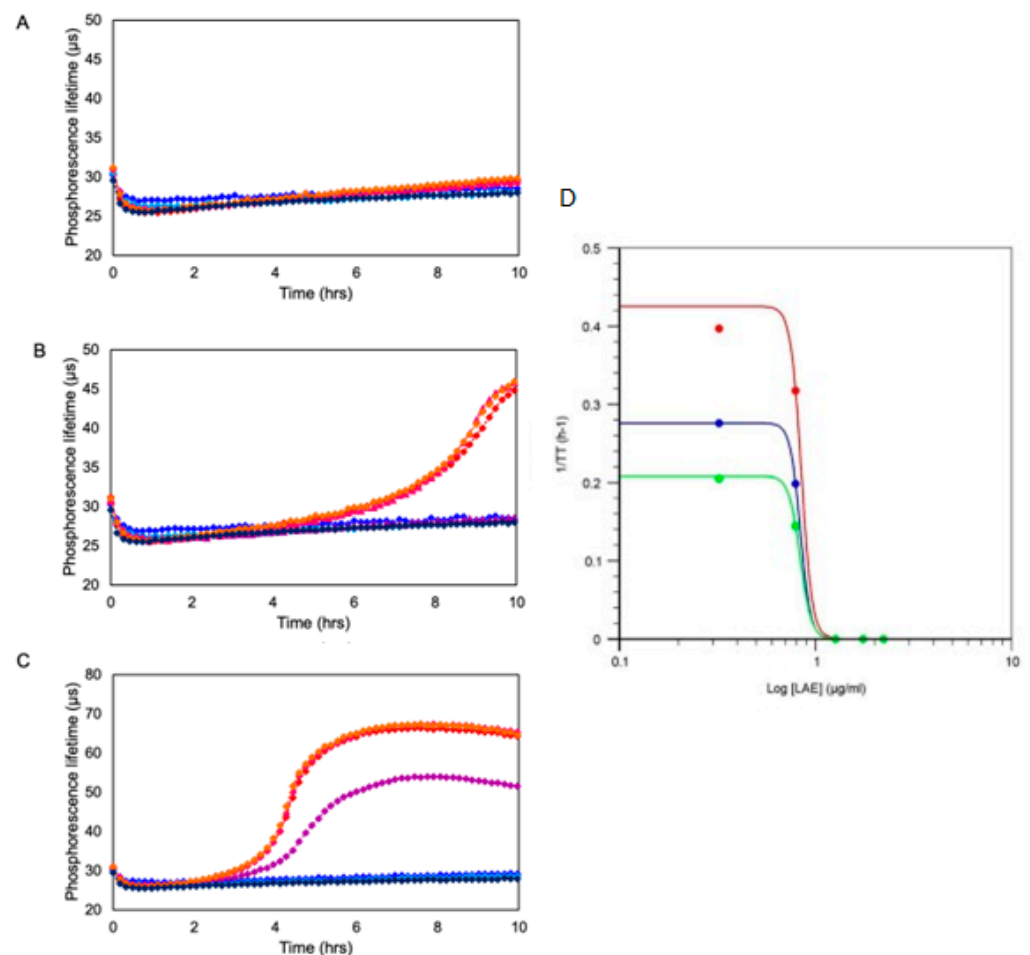 A
Phosphorescence lifetime (µs)
50
45
40
35
30
25
20
0 2 4 6 8 10
Time (hrs)
B
Phosphorescence lifetime (µs)
50
45
40
35
30
25
20
0 2 4 6 8 10
Time (hrs)
C
Phosphorescence lifetime (µs)
80
70
60
50
40
30
20
0 2 4 6 8 10
Time (hrs)
D
1/TT (h-1)
0.5
0.4
0.3
0.2
0.1
0
0.1 1 10
Log [LAE] (µg/ml)